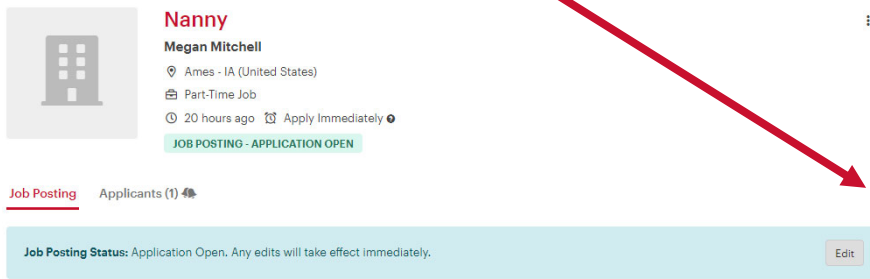 Nanny
Megan Mitchell
Ames - IA (United States)
Part-Time Job
20 hours ago Apply Immediately
JOB POSTING - APPLICATION OPEN
Job Posting Applicants (1)
Job Posting Status: Application Open. Any edits will take effect immediately. Edit